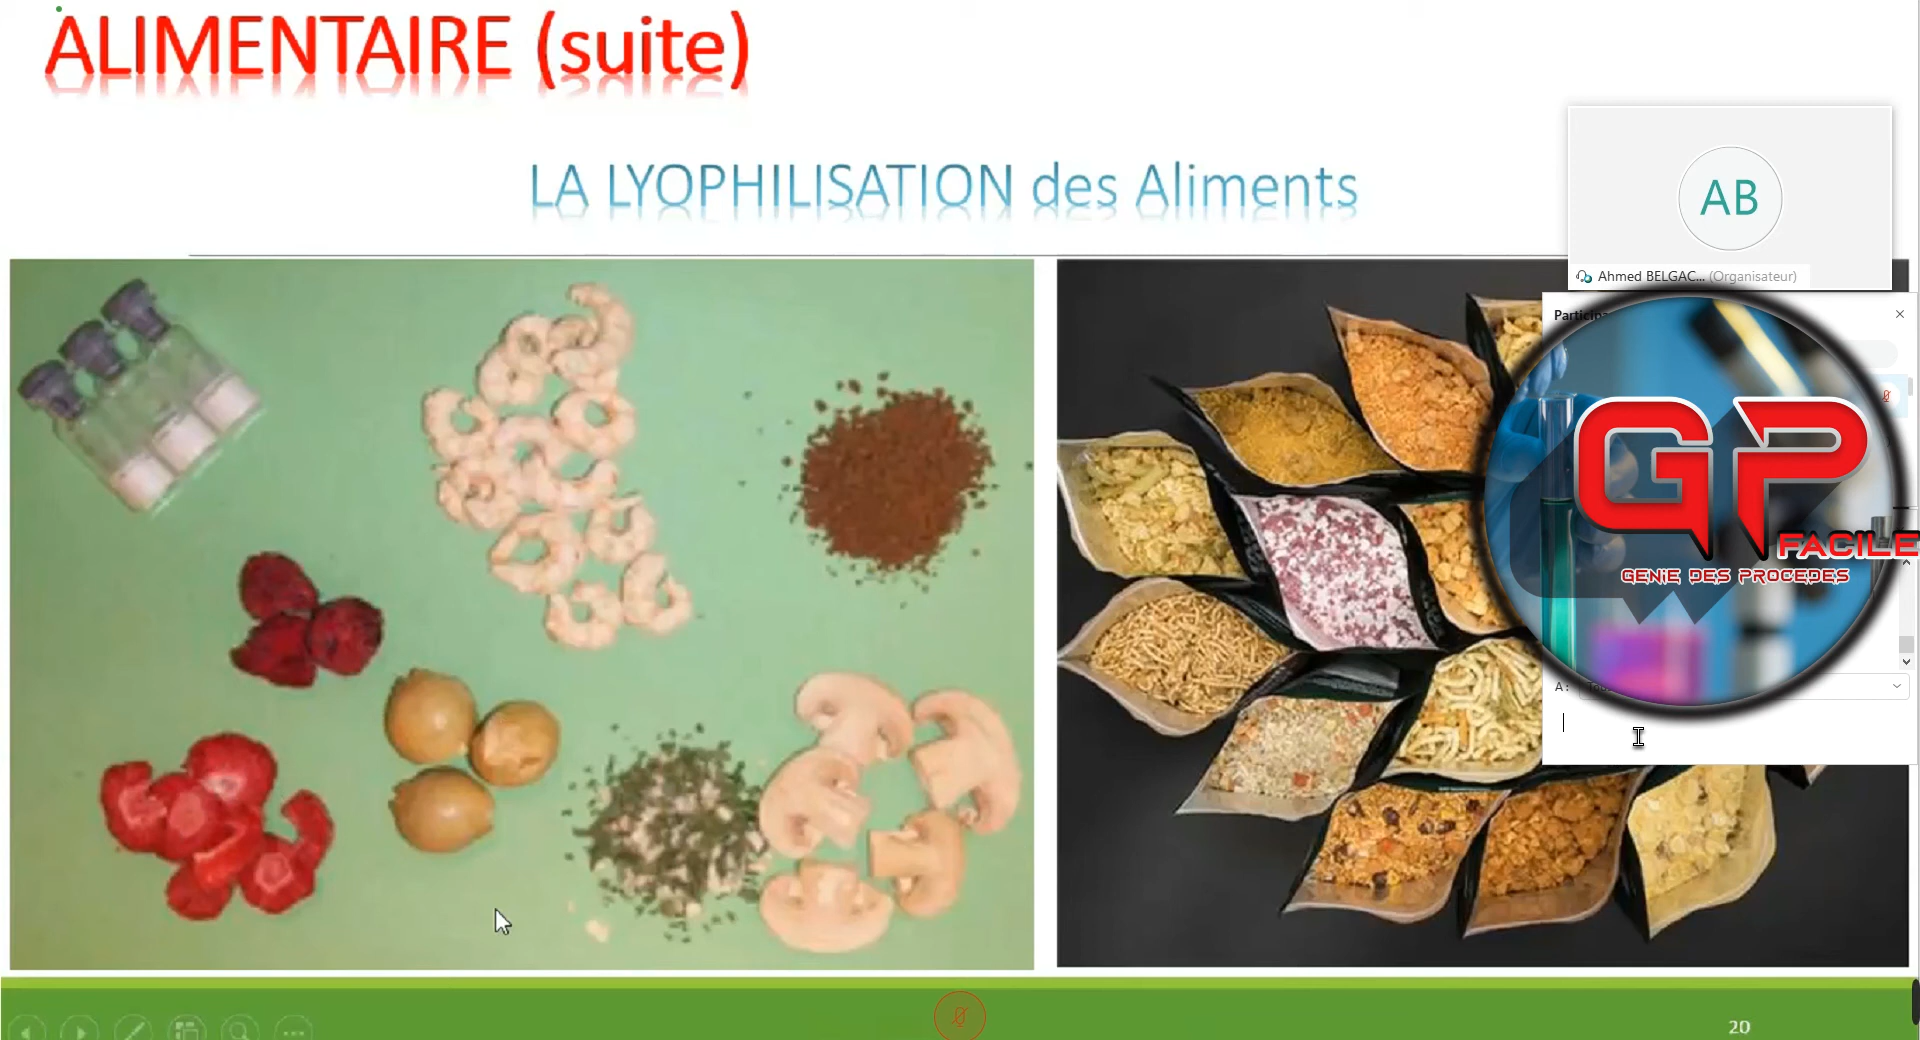 ALIMENTAIRE (suite)
LA LYOPHILISATION des Aliments
AB
Ahmed BELGAC... (Organisateur)
GP
FACILE
GENIE DES PROCEDES
A:
20